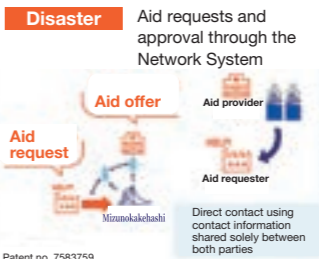 Disaster
Aid requests and
approval through the
Network System
Aid offer
Aid
request
Mizunokakehashi
Aid provider
HELP!
Aid requester
Direct contact using
contact information
shared solely between
both parties
Patent no. 7583759